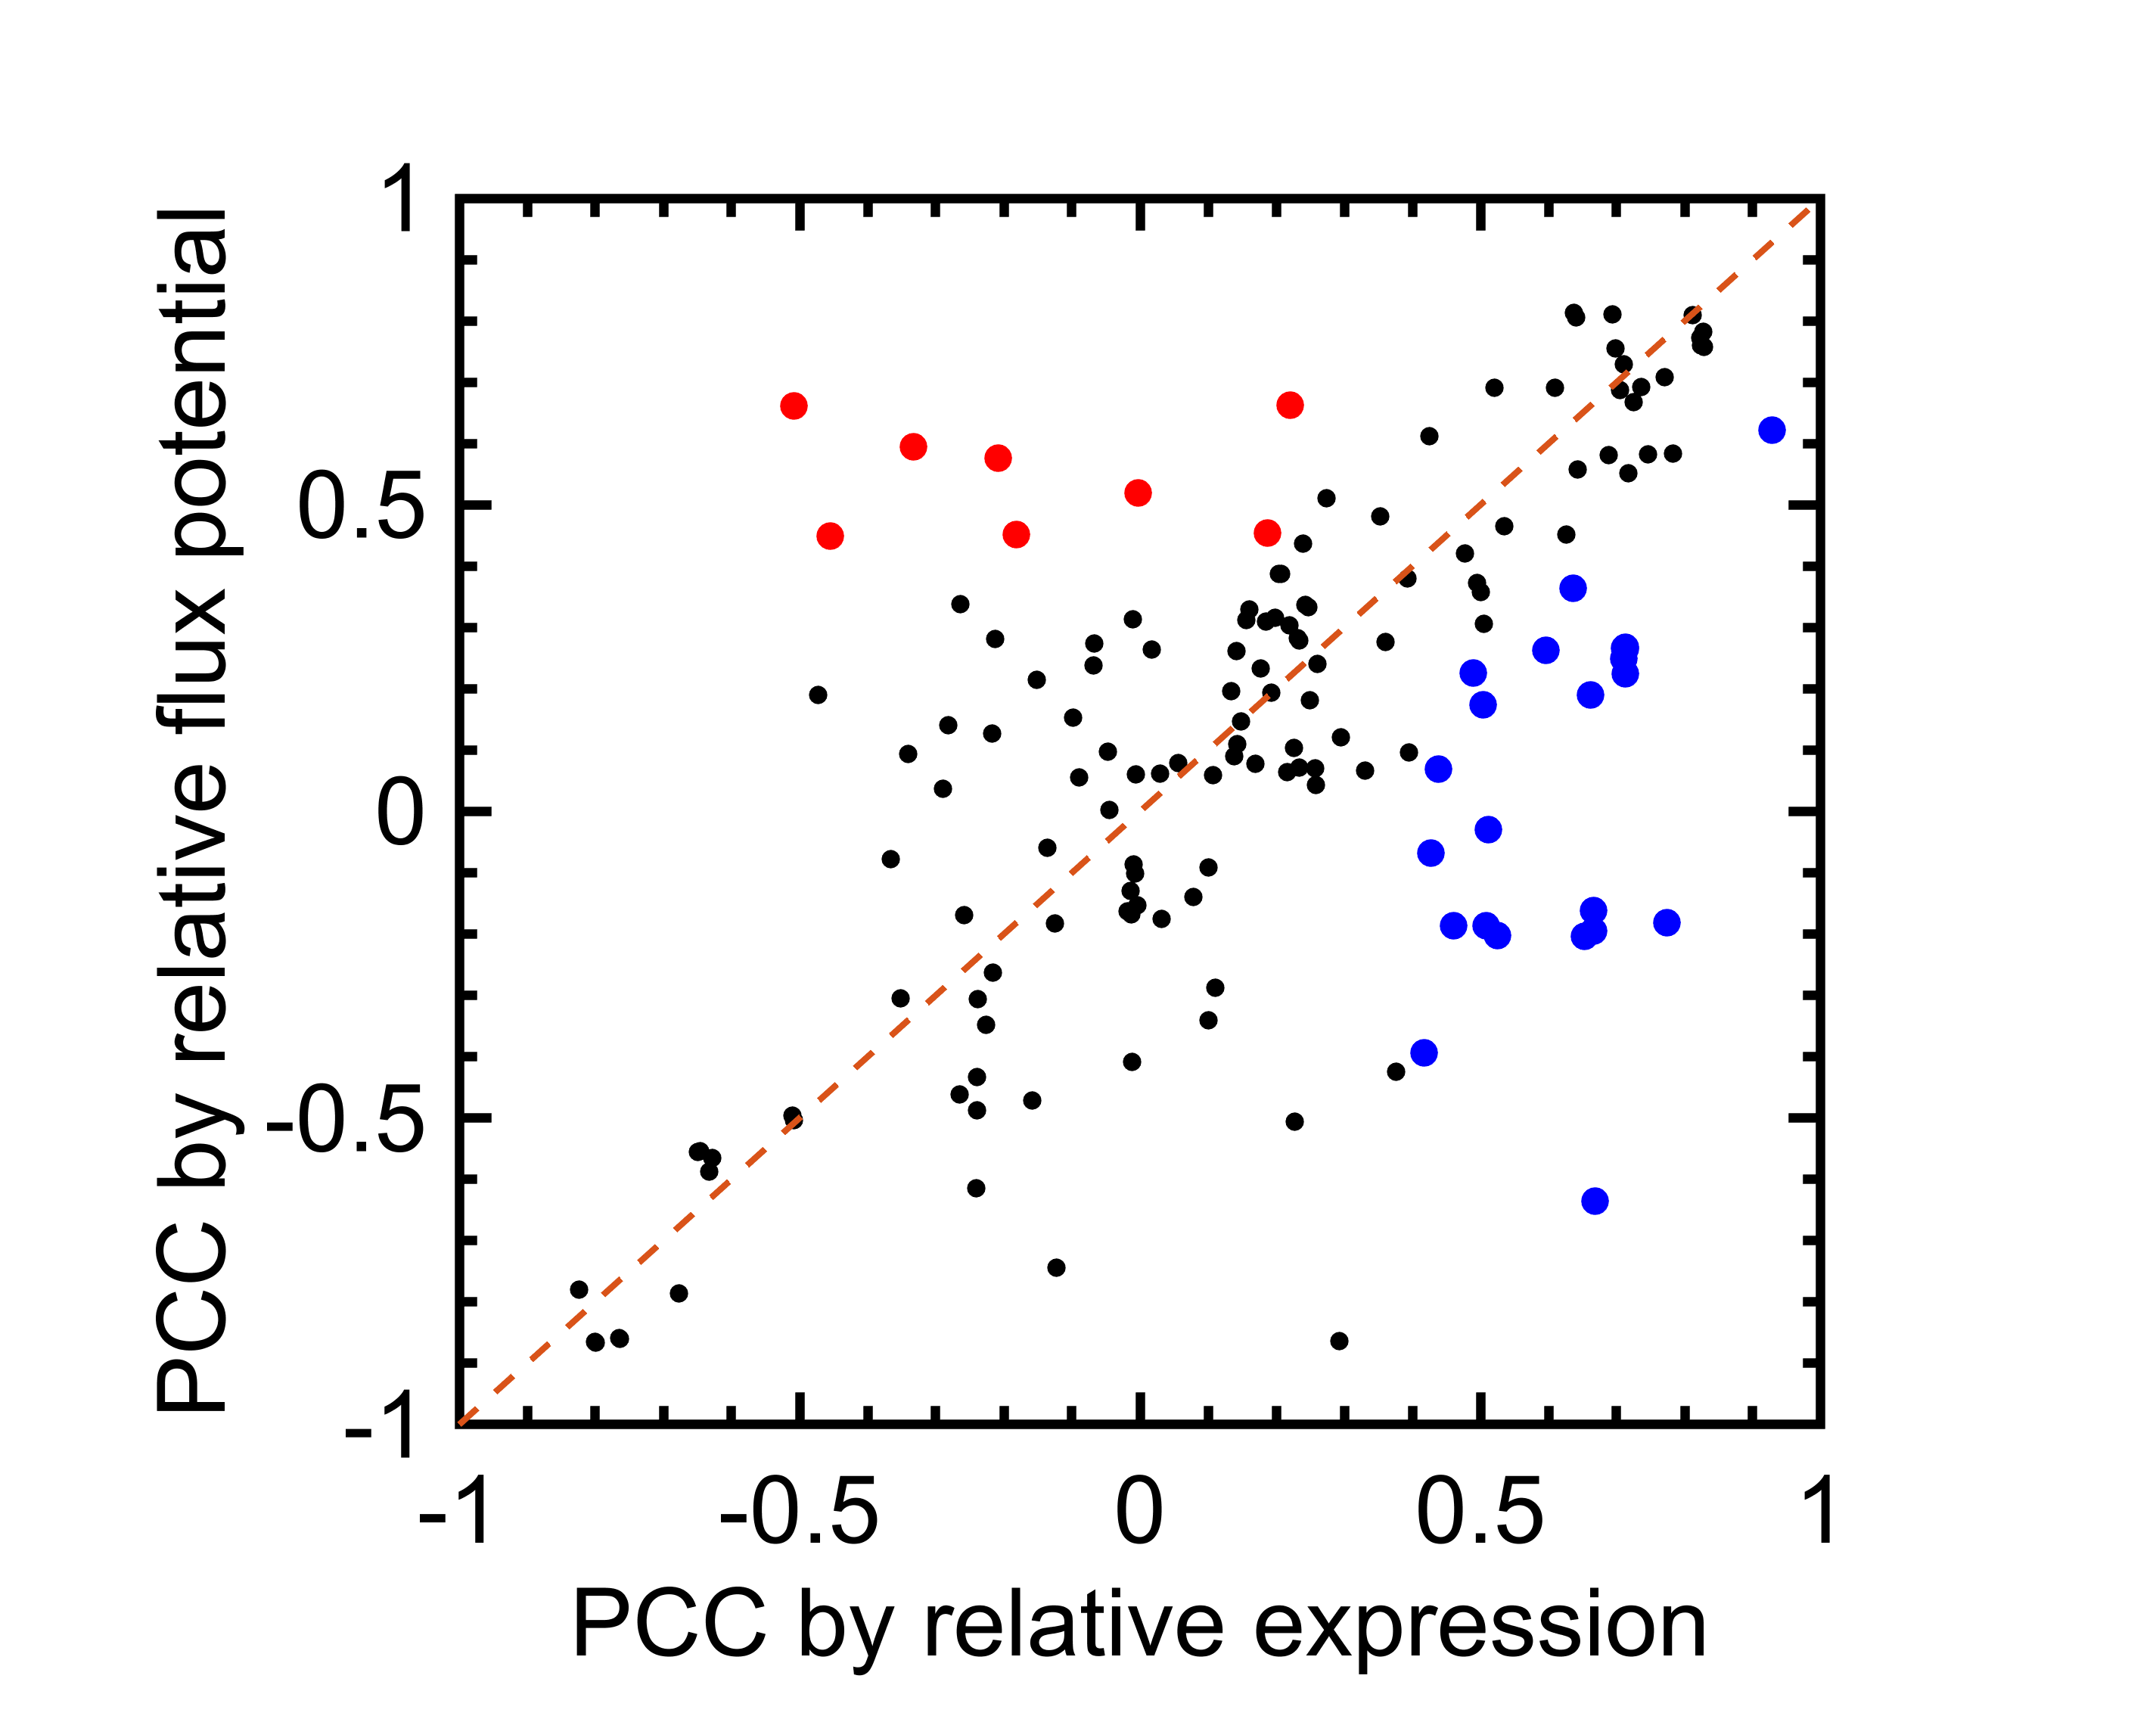 PCC by relative flux potential
1
0.5
0
-0.5
-1
-1 -0.5 0 0.5 1
PCC by relative expression